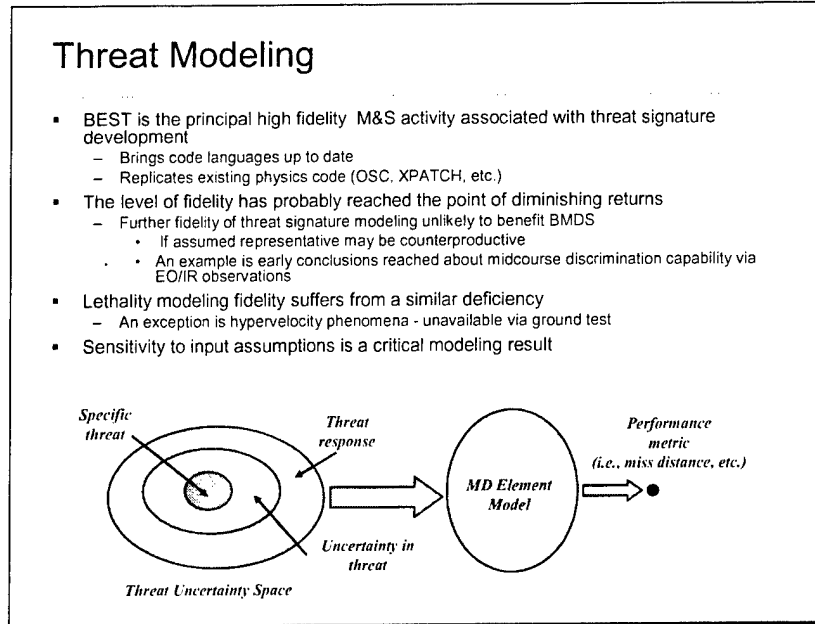 Threat Modeling
▪ BEST is the principal high fidelity M&S activity associated with threat signature
development
– Brings code languages up to date
– Replicates existing physics code (OSC, XPATCH, etc.)
▪ The level of fidelity has probably reached the point of diminishing returns
– Further fidelity of threat signature modeling unlikely to benefit BMDS
• If assumed representative may be counterproductive
• An example is early conclusions reached about midcourse discrimination capability via
EO/IR observations
▪ Lethality modeling fidelity suffers from a similar deficiency
– An exception is hypervelocity phenomena - unavailable via ground test
▪ Sensitivity to input assumptions is a critical modeling result
Specific
threat
Threat
response
Uncertainty in
threat
Threat Uncertainty Space
MD Element
Model
Performance
metric
(i.e., miss distance, etc.)